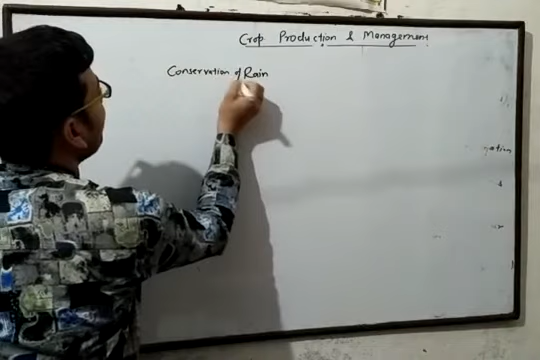 Crop Production & Management
Conservation of Rain